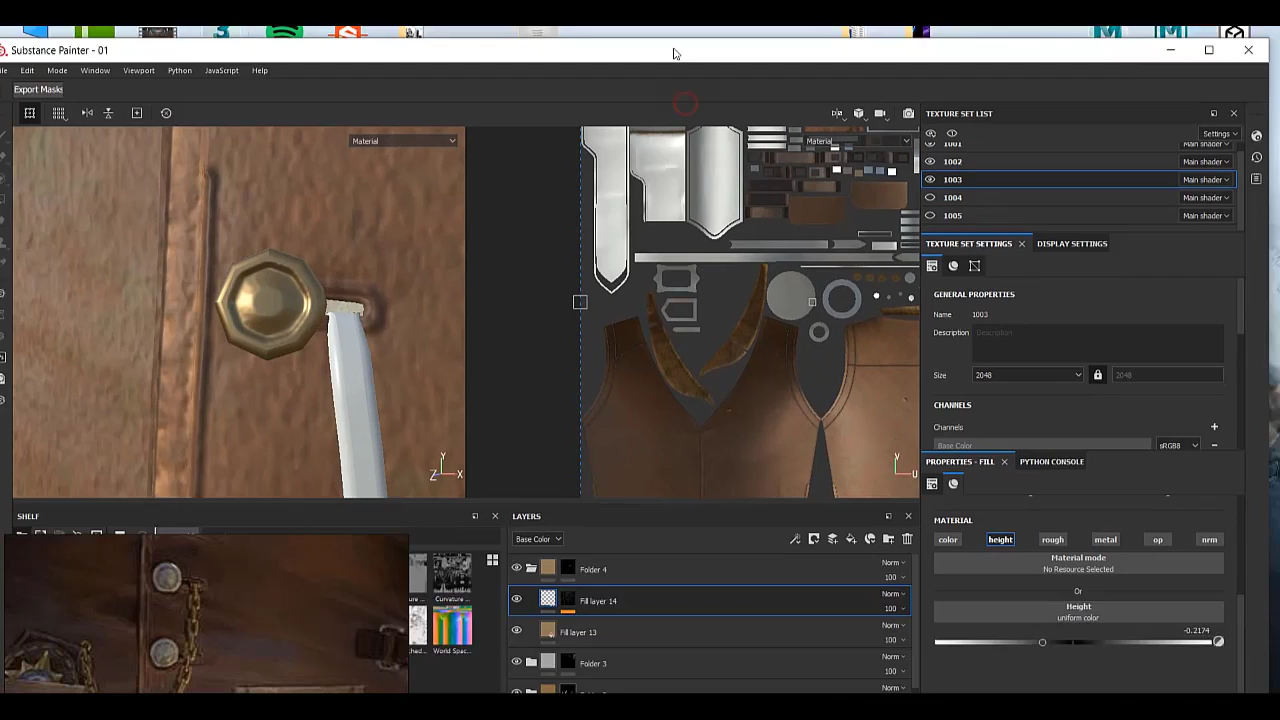 Substance Painter - 01
Edit Mode Window Viewport Python JavaScript Help
Export Masks
Material
Material
TEXTURE SET LIST
Settings
1001 Main shader
1002 Main shader
1003 Main shader
1004 Main shader
1005 Main shader
TEXTURE SET SETTINGS DISPLAY SETTINGS
GENERAL PROPERTIES
Name 1003
Description Description
Size 2048 2048
CHANNELS
Channels
Base Color sRGB8
PROPERTIES - FILL PYTHON CONSOLE
MATERIAL
color height rough metal op nrm
Material mode
No Resource Selected
Or
Height
uniform color
-0.2174
Y
Z X
Y
U
SHELF
Curvature ...
World Spac...
LAYERS
Base Color
Folder 4 Norm
100
Fill layer 14 Norm
100
Fill layer 13 Norm
100
Folder 3 Norm
100
Norm